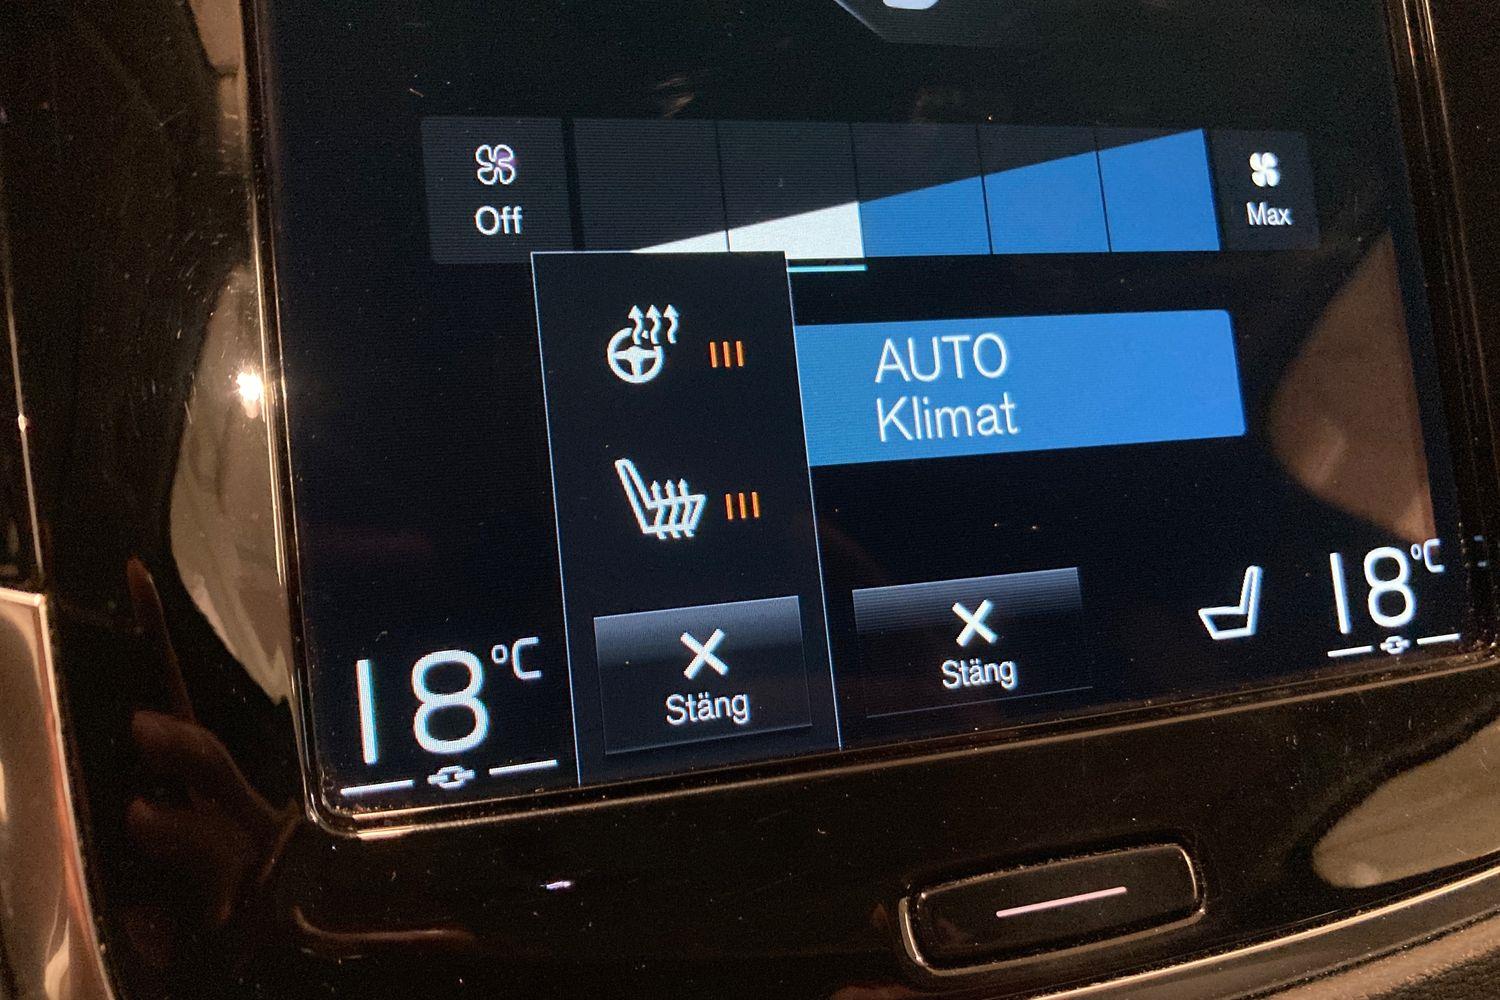 Off
Max
AUTO
Klimat
18°C
Stäng
Stäng
18°C